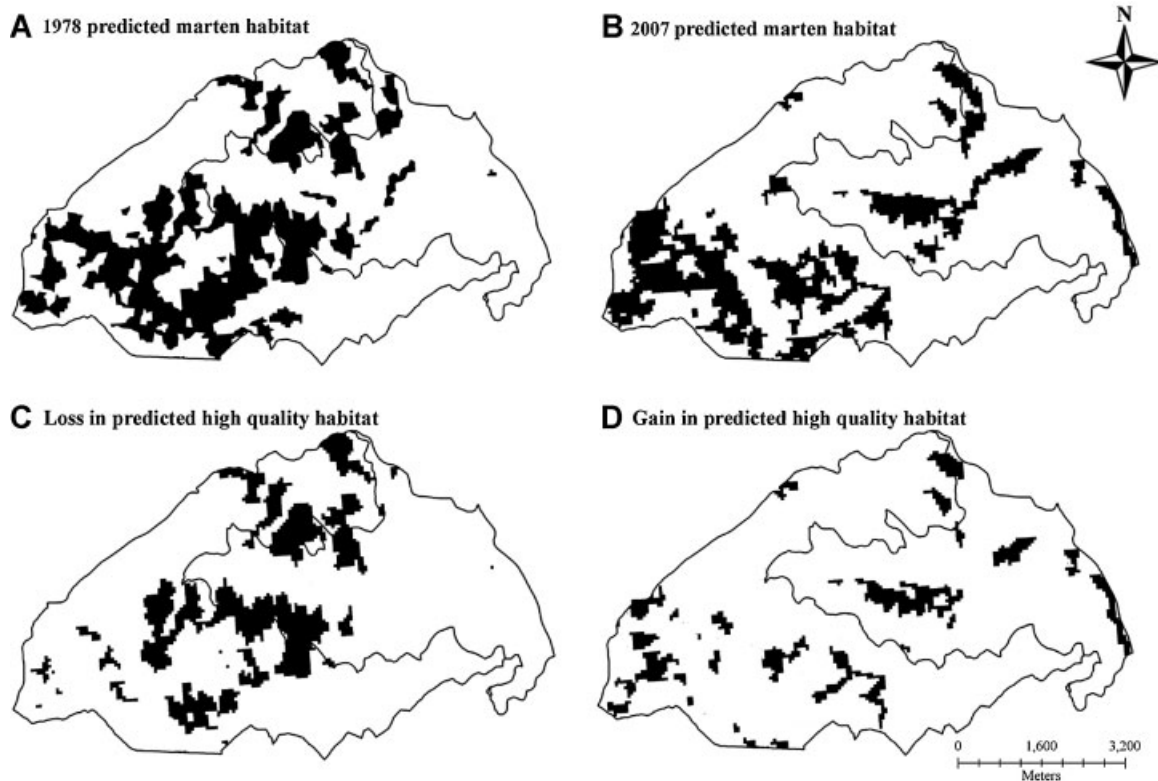 A 1978 predicted marten habitat
B 2007 predicted marten habitat
N
C Loss in predicted high quality habitat
D Gain in predicted high quality habitat
0 1,600 3,200
Meters